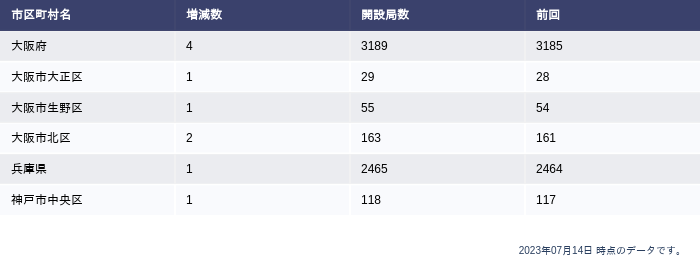 市区町村名 増減数 開設局数 前回
大阪府 4 3189 3185
大阪市大正区 1 29 28
大阪市生野区 1 55 54
大阪市北区 2 163 161
兵庫県 1 2465 2464
神戸市中央区 1 118 117
2023年07月14日 時点のデータです。